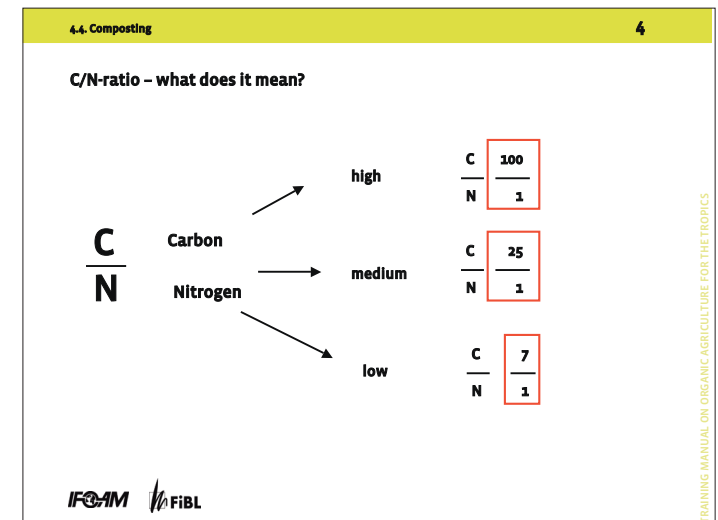 4.4. Composting
4
C/N-ratio – what does it mean?
C
N
Carbon
Nitrogen
high
C
N
100
1
medium
C
N
25
1
low
C
N
7
1
TRAINING MANUAL ON ORGANIC AGRICULTURE FOR THE TROPICS
IFOAM
FiBL